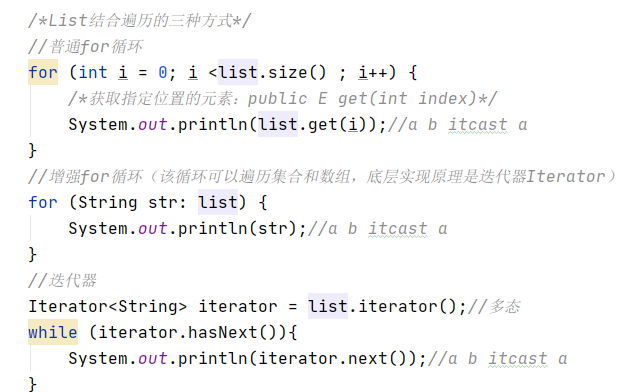 /*List结合遍历的三种方式*/
//普通for循环
for (int i = 0; i <list.size() ; i++) {
/*获取指定位置的元素：public E get(int index)*/
System.out.println(list.get(i));//a b itcast a
}
//增强for循环（该循环可以遍历集合和数组，底层实现原理是迭代器Iterator）
for (String str: list) {
System.out.println(str);//a b itcast a
}
//迭代器
Iterator<String> iterator = list.iterator();//多态
while (iterator.hasNext()){
System.out.println(iterator.next());//a b itcast a
}